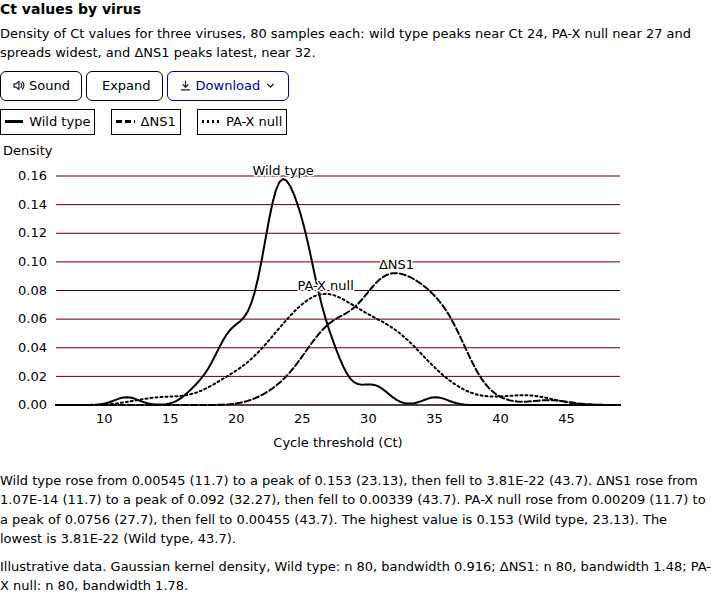 Ct values by virus
Density of Ct values for three viruses, 80 samples each: wild type peaks near Ct 24, PA-X null near 27 and
spreads widest, and ΔNS1 peaks latest, near 32.
Sound Expand Download
Wild type ΔNS1 PA-X null
Density
Wild type
0.16
0.14
0.12
0.10
ΔNS1
0.08
PA-X null
0.06
0.04
0.02
0.00
10 15 20 25 30 35 40 45
Cycle threshold (Ct)
Wild type rose from 0.00545 (11.7) to a peak of 0.153 (23.13), then fell to 3.81E-22 (43.7). ΔNS1 rose from
1.07E-14 (11.7) to a peak of 0.092 (32.27), then fell to 0.00339 (43.7). PA-X null rose from 0.00209 (11.7) to
a peak of 0.0756 (27.7), then fell to 0.00455 (43.7). The highest value is 0.153 (Wild type, 23.13). The
lowest is 3.81E-22 (Wild type, 43.7).
Illustrative data. Gaussian kernel density, Wild type: n 80, bandwidth 0.916; ΔNS1: n 80, bandwidth 1.48; PA-
X null: n 80, bandwidth 1.78.